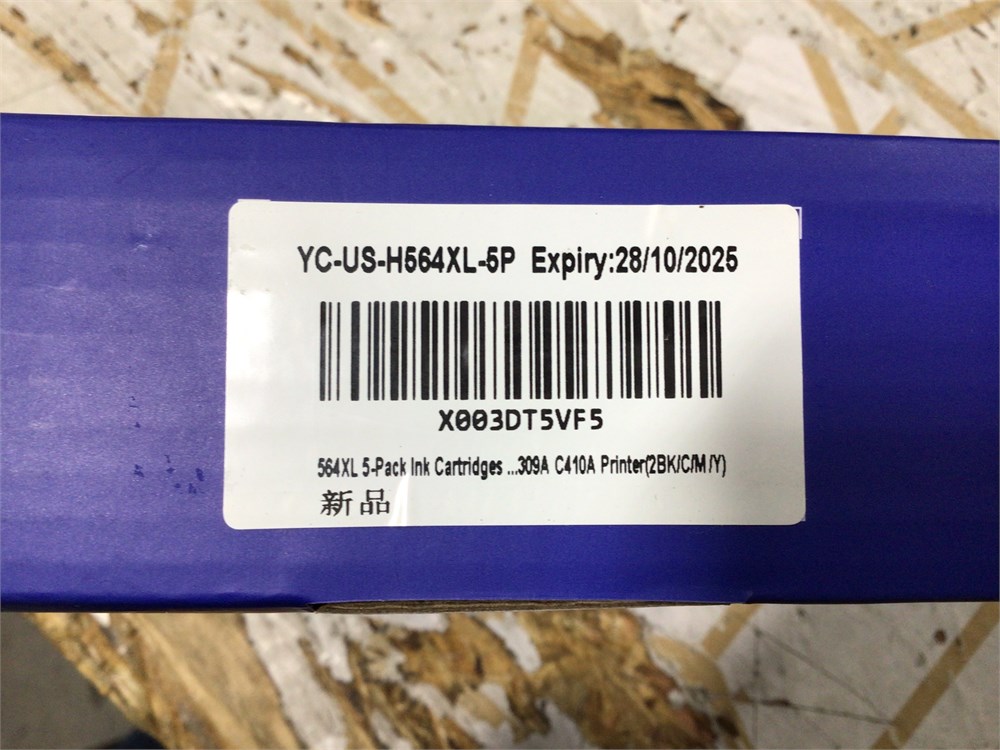 YC-US-H564XL-5P Expiry:28/10/2025
X003DT5VF5
564XL 5-Pack Ink Cartridges ...309A C410A Printer(2BK/C/M/Y)
新品